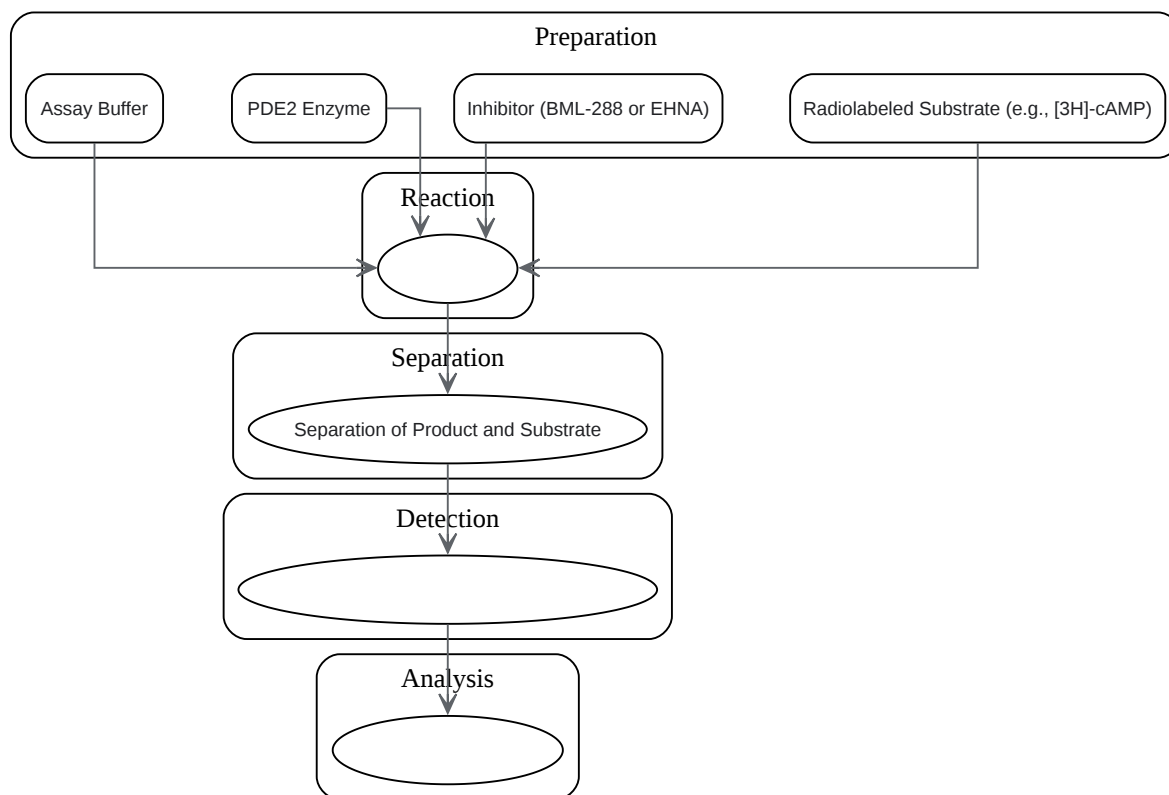 Preparation
Assay Buffer
PDE2 Enzyme
Inhibitor (BML-288 or EHNA)
Radiolabeled Substrate (e.g., [3H]-cAMP)
Reaction
Separation
Separation of Product and Substrate
Detection
Analysis